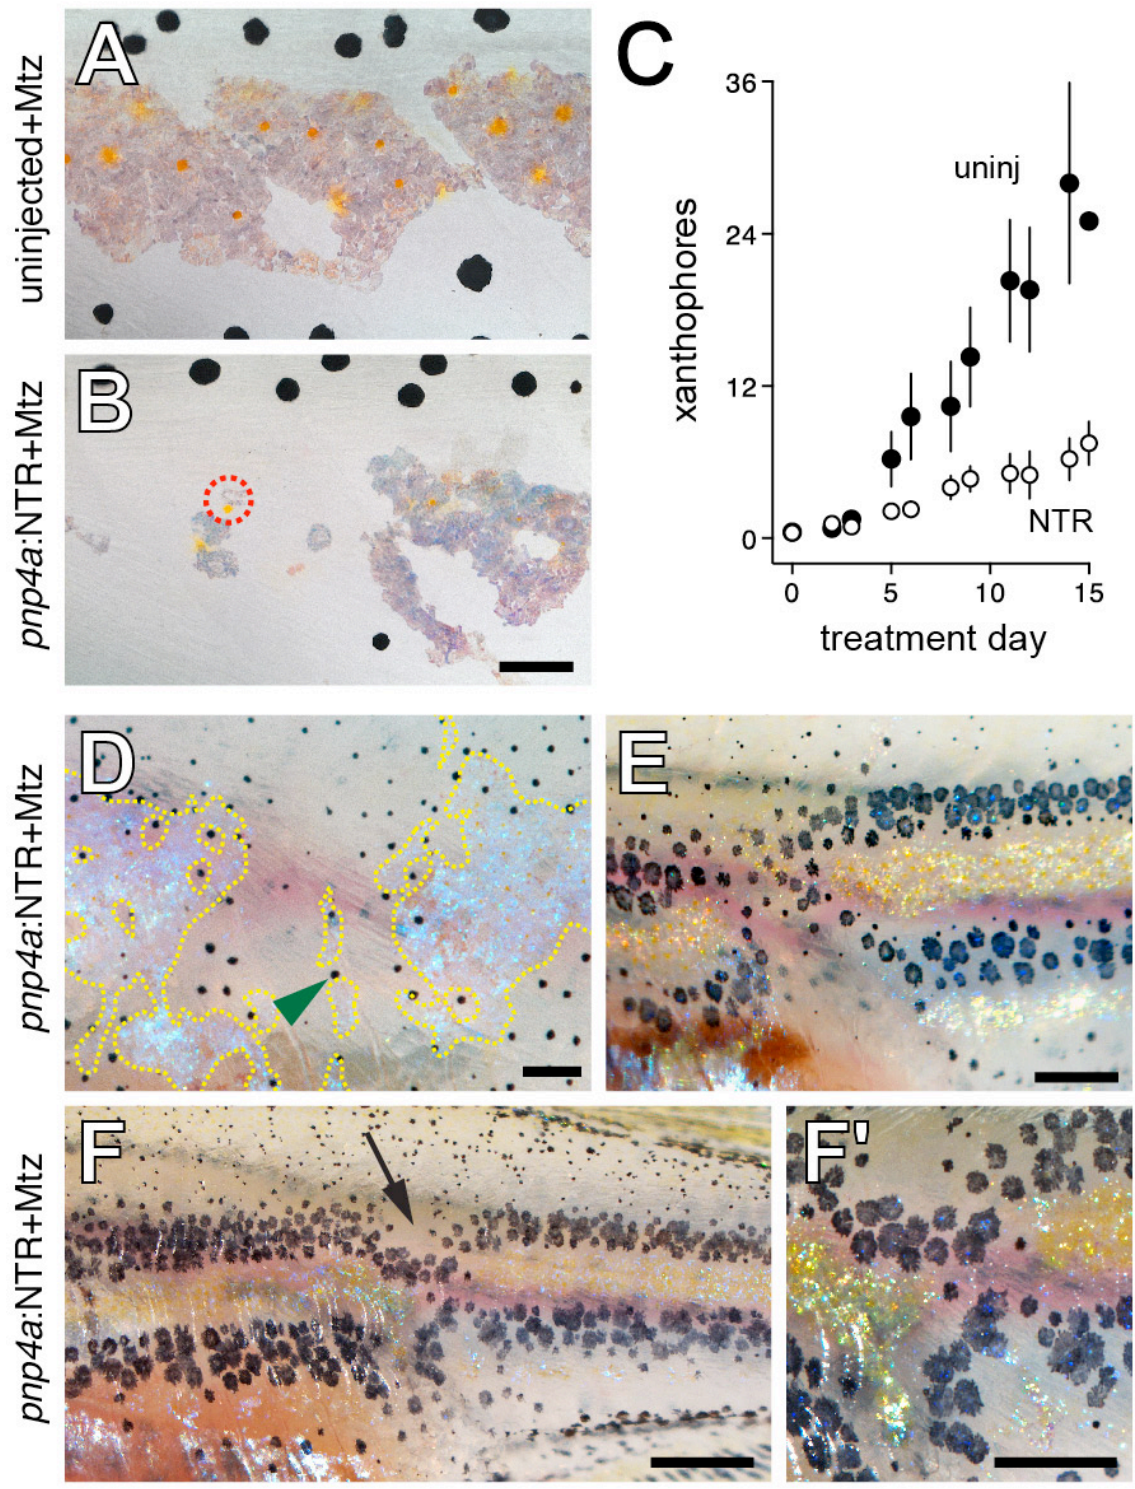 A
uninjected+Mtz
B
pnp4a:NTR+Mtz
C
36
24
12
0
xanthophores
uninj
NTR
0 5 10 15
treatment day
D
pnp4a:NTR+Mtz
E
F
pnp4a:NTR+Mtz
F'